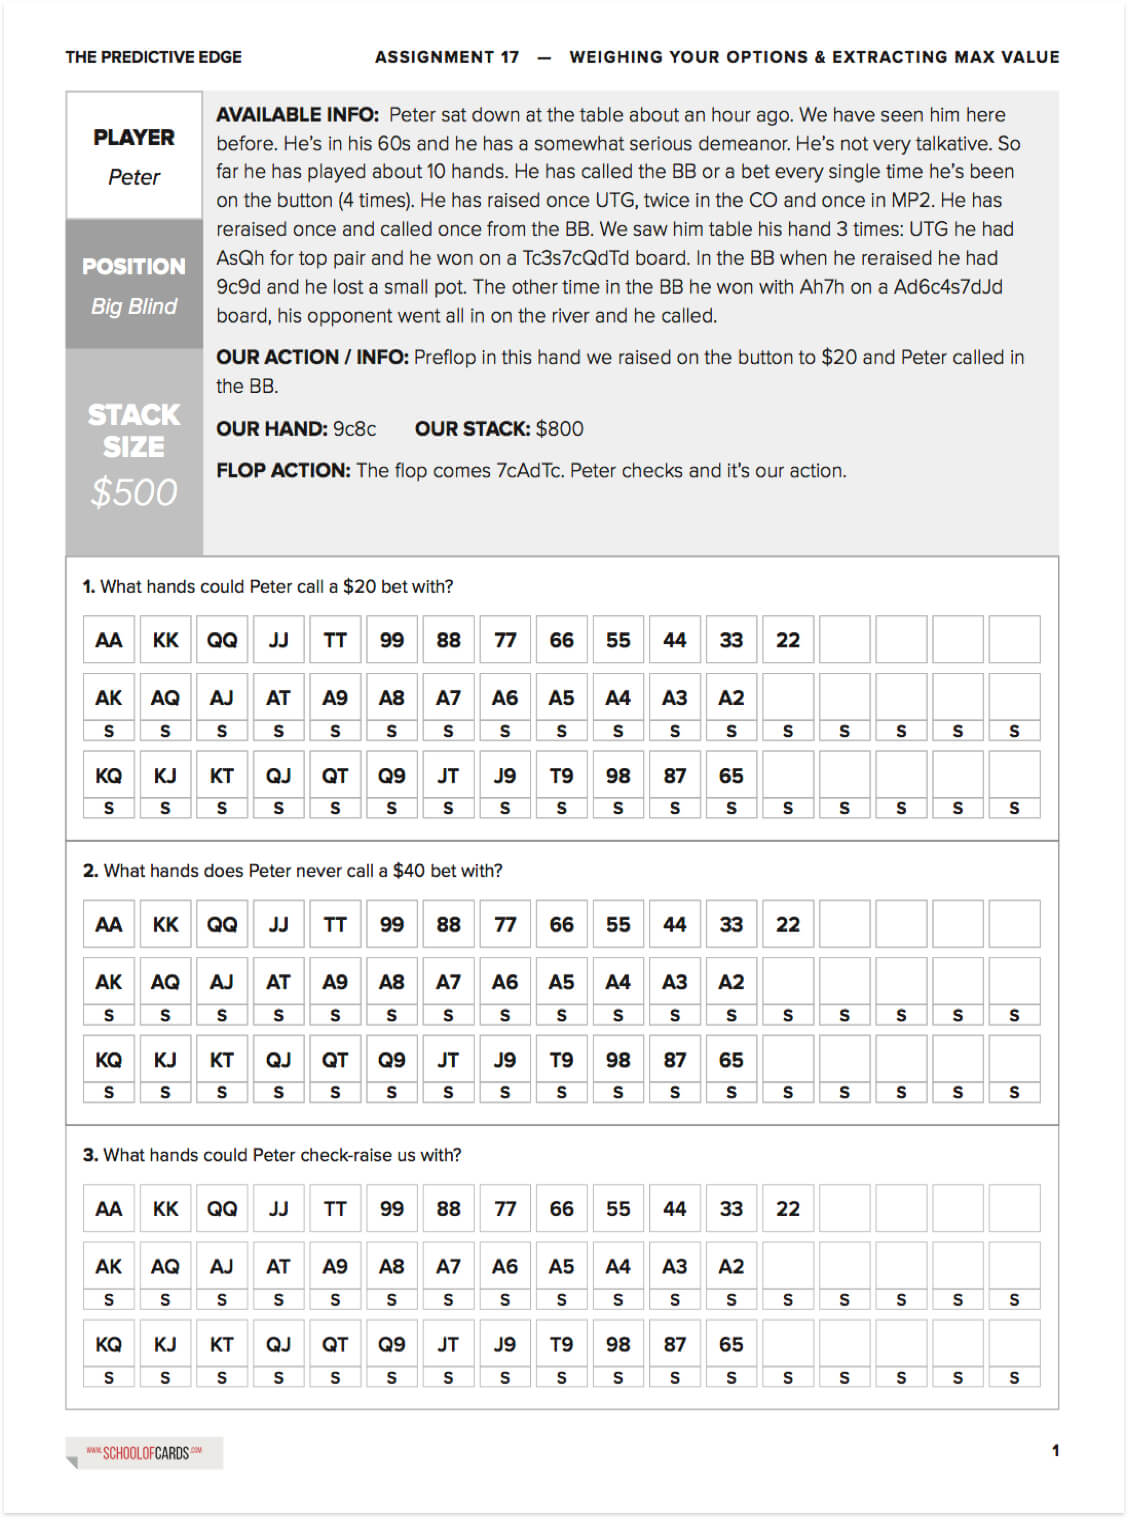 THE PREDICTIVE EDGE ASSIGNMENT 17 — WEIGHING YOUR OPTIONS & EXTRACTING MAX VALUE
PLAYER
Peter
POSITION
Big Blind
STACK
SIZE
$500
AVAILABLE INFO: Peter sat down at the table about an hour ago. We have seen him here
before. He's in his 60s and he has a somewhat serious demeanor. He's not very talkative. So
far he has played about 10 hands. He has called the BB or a bet every single time he's been
on the button (4 times). He has raised once UTG, twice in the CO and once in MP2. He has
reraised once and called once from the BB. We saw him table his hand 3 times: UTG he had
AsQh for top pair and he won on a Tc3s7cQdTd board. In the BB when he reraised he had
9c9d and he lost a small pot. The other time in the BB he won with Ah7h on a Ad6c4s7dJd
board, his opponent went all in on the river and he called.
OUR ACTION / INFO: Preflop in this hand we raised on the button to $20 and Peter called in
the BB.
OUR HAND: 9c8c OUR STACK: $800
FLOP ACTION: The flop comes 7cAdTc. Peter checks and it's our action.
1. What hands could Peter call a $20 bet with?
AA KK QQ JJ TT 99 88 77 66 55 44 33 22
AK AQ AJ AT A9 A8 A7 A6 A5 A4 A3 A2
S S S S S S S S S S S S S S S S S
KQ KJ KT QJ QT Q9 JT J9 T9 98 87 65
S S S S S S S S S S S S S S S S S
2. What hands does Peter never call a $40 bet with?
AA KK QQ JJ TT 99 88 77 66 55 44 33 22
AK AQ AJ AT A9 A8 A7 A6 A5 A4 A3 A2
S S S S S S S S S S S S S S S S S
KQ KJ KT QJ QT Q9 JT J9 T9 98 87 65
S S S S S S S S S S S S S S S S S
3. What hands could Peter check-raise us with?
AA KK QQ JJ TT 99 88 77 66 55 44 33 22
AK AQ AJ AT A9 A8 A7 A6 A5 A4 A3 A2
S S S S S S S S S S S S S S S S S
KQ KJ KT QJ QT Q9 JT J9 T9 98 87 65
S S S S S S S S S S S S S S S S S
WWW.SCHOOLOFCARDS.COM 1